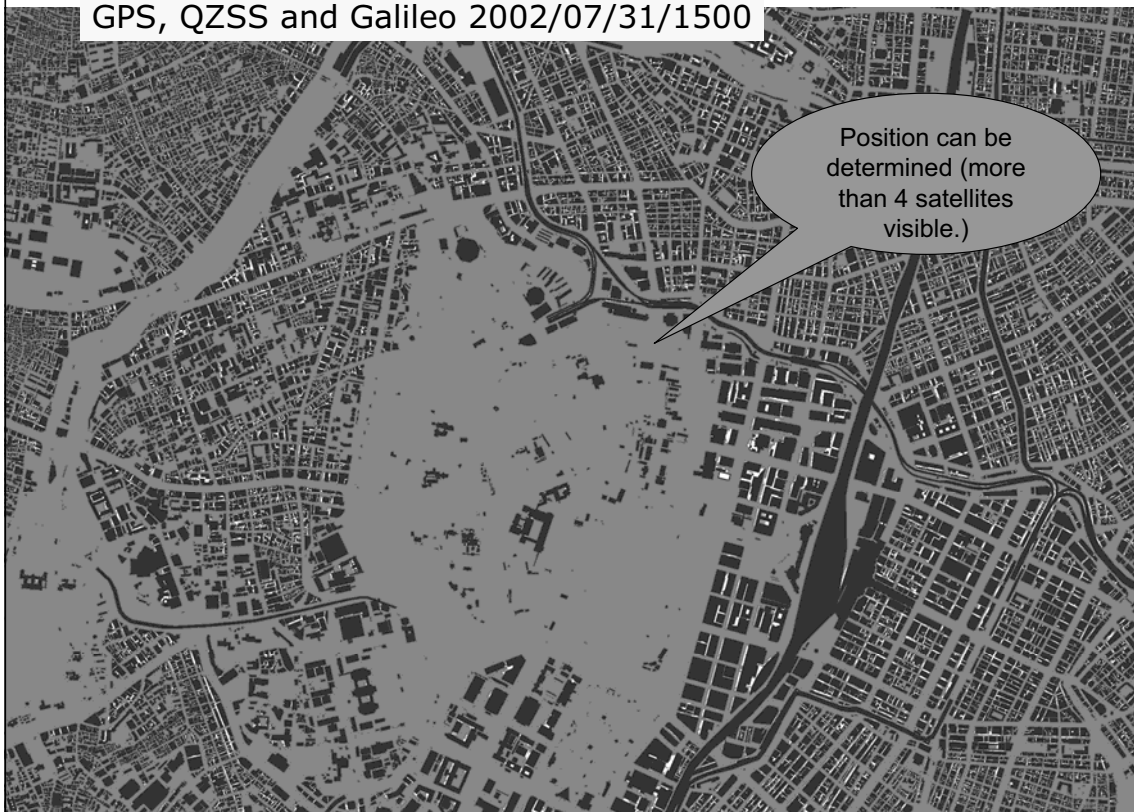 GPS, QZSS and Galileo 2002/07/31/1500
Position can be
determined (more
than 4 satellites
visible.)